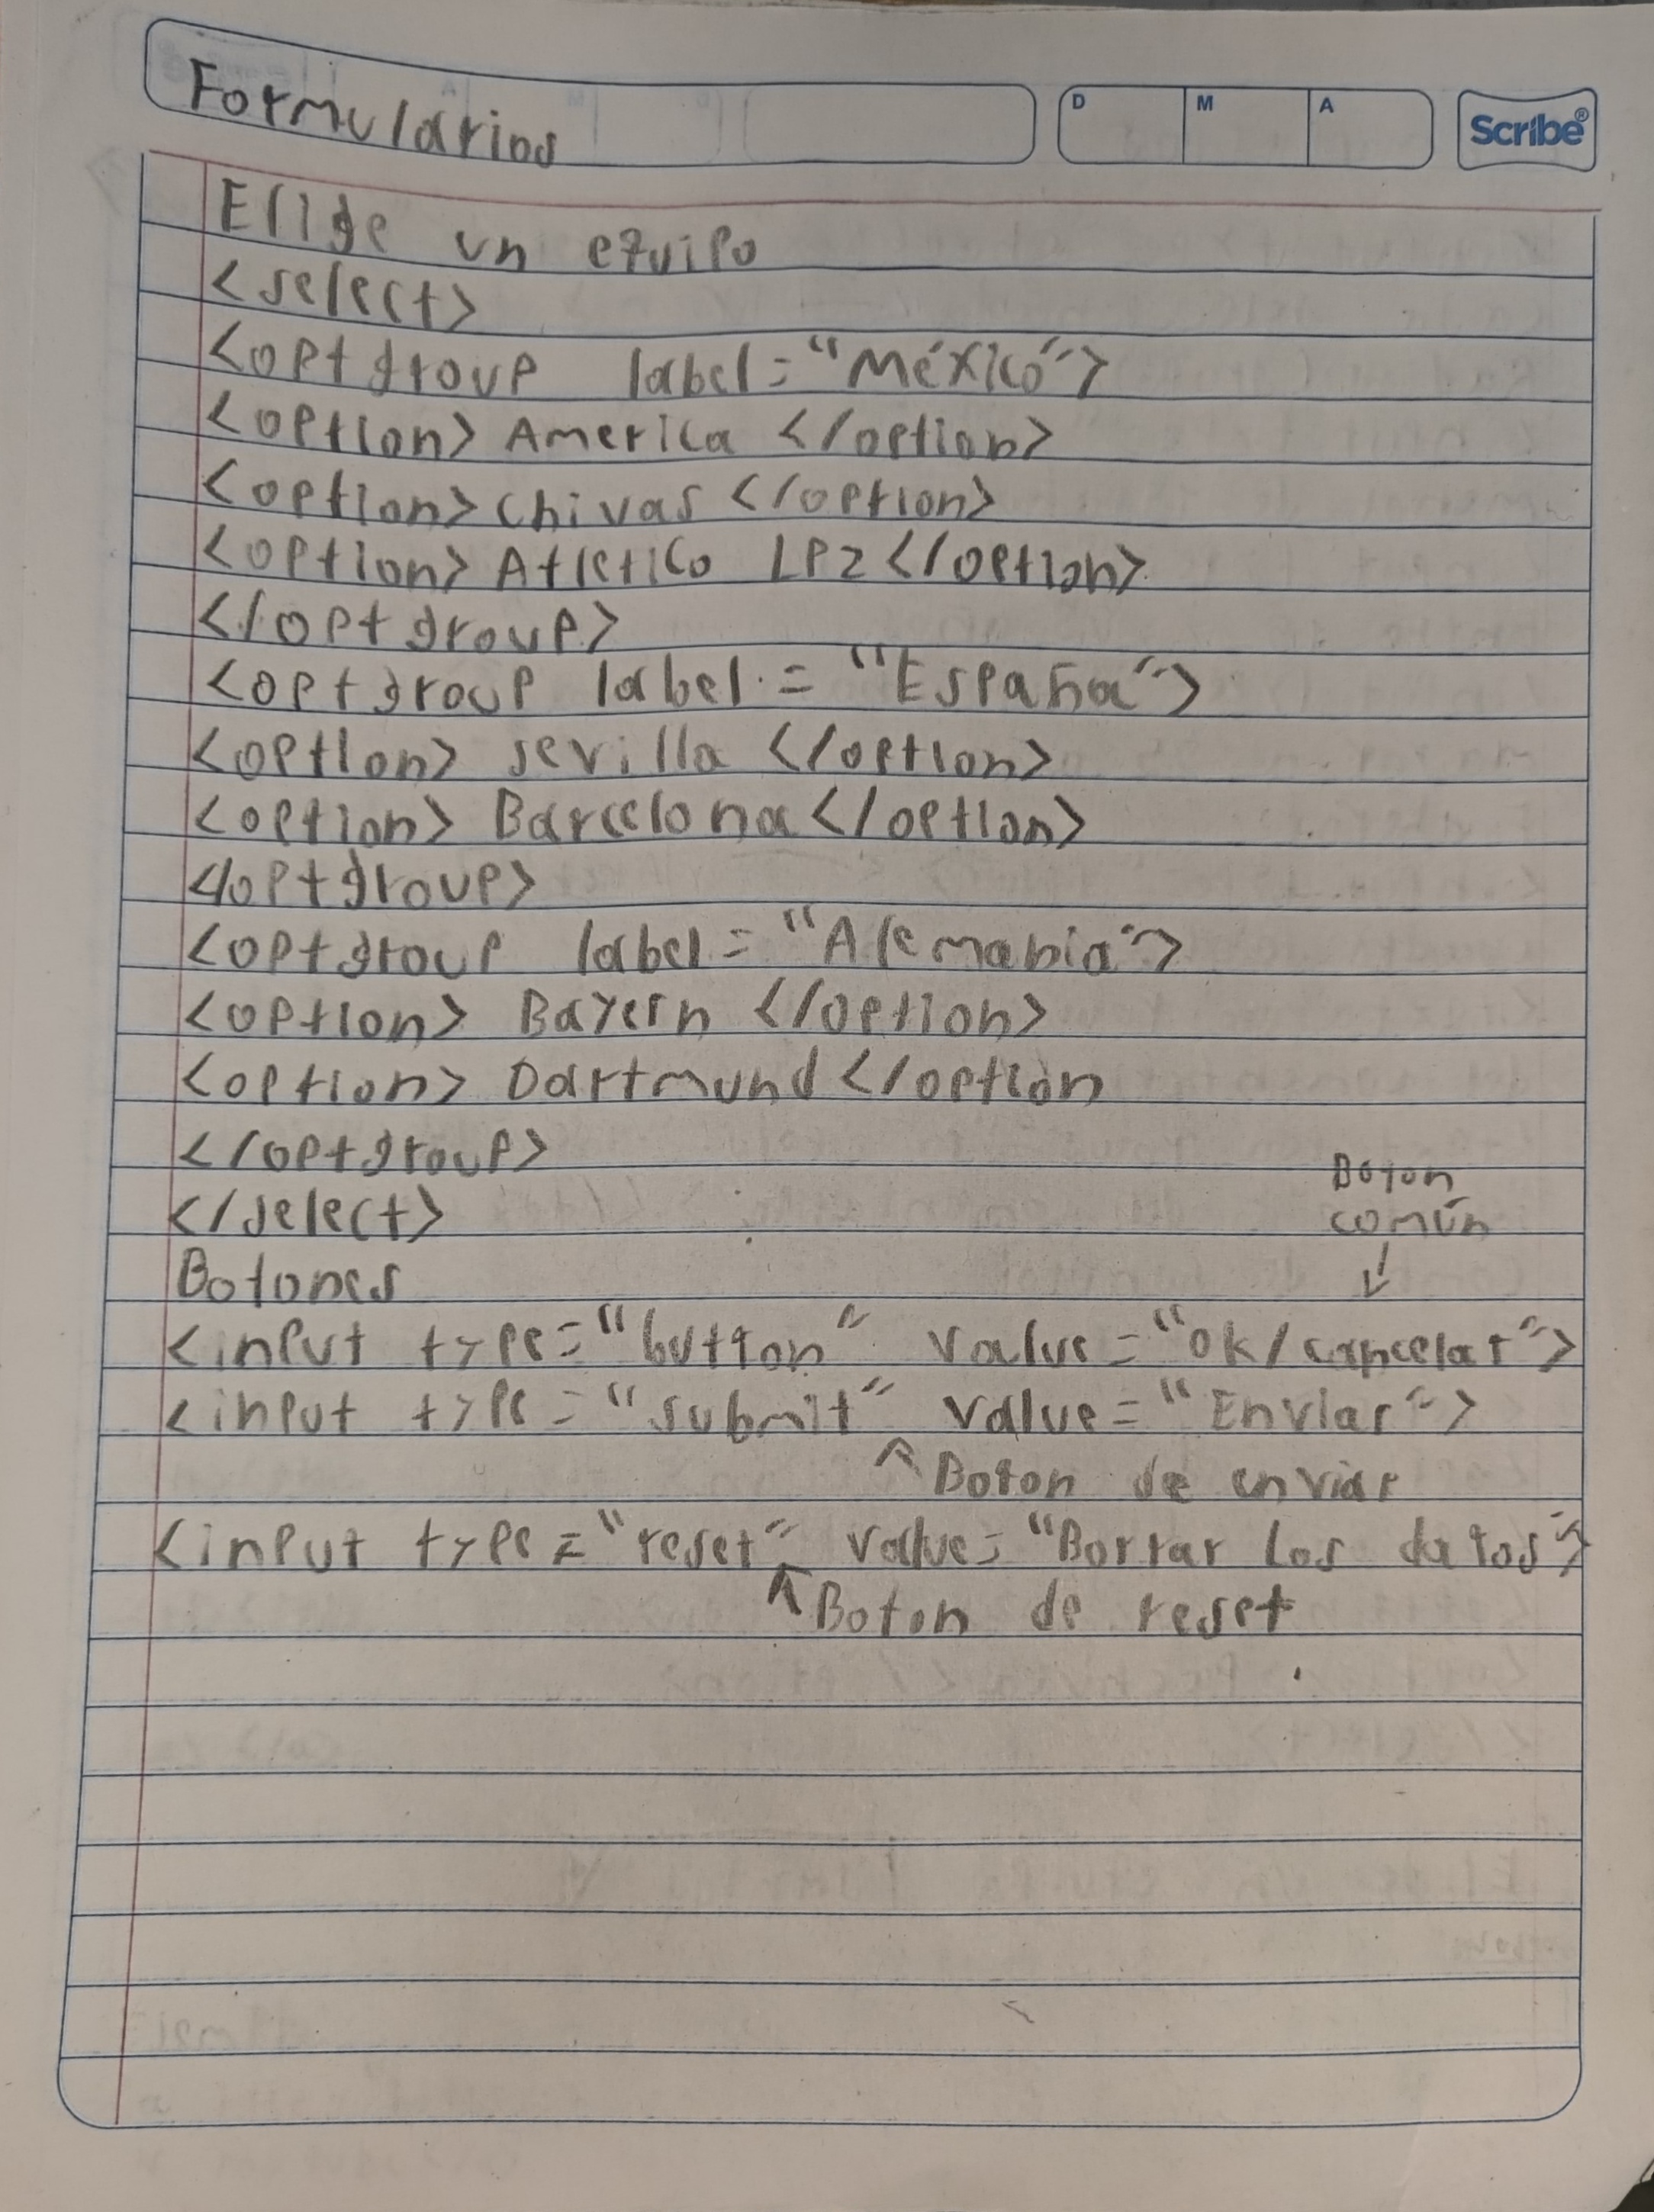 Formularios
D M A
Scribe®
Elige un equipo
<select>
<optgroup label="México">
<option> America </option>
<option> chivas </option>
<option> Atletico LPZ </option>
</optgroup>
<optgroup label = "España">
<option> sevilla </option>
<option> Barcelona </option>
</optgroup>
<optgroup label = "Alemania">
<option> Bayern </option>
<option> Dortmund </option
</optgroup>
</select>
Boton
común
↓
Botones
<input type="button" value="ok/cancelar">
<input type="submit" value="Enviar">
↑ Boton de enviar
<input type="reset" value="Borrar Los datos">
↑ Boton de reset